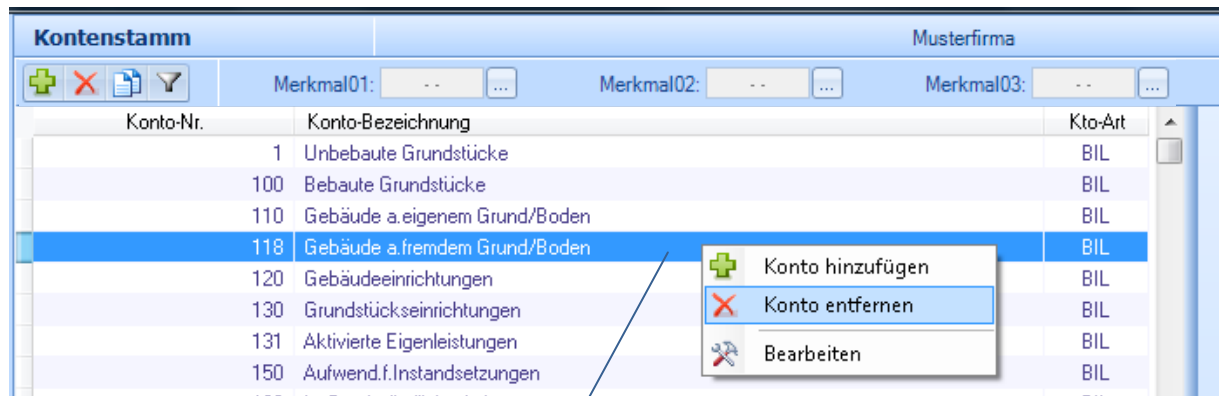 Kontenstamm Musterfirma
Merkmal01: - - ... Merkmal02: - - ... Merkmal03: - - ...
Konto-Nr. Konto-Bezeichnung Kto-Art
1 Unbebaute Grundstücke BIL
100 Bebaute Grundstücke BIL
110 Gebäude a.eigenem Grund/Boden BIL
118 Gebäude a.fremdem Grund/Boden BIL
Konto hinzufügen
120 Gebäudeeinrichtungen BIL
130 Grundstückseinrichtungen BIL
Konto entfernen
131 Aktivierte Eigenleistungen BIL
Bearbeiten
150 Aufwend.f.Instandsetzungen BIL